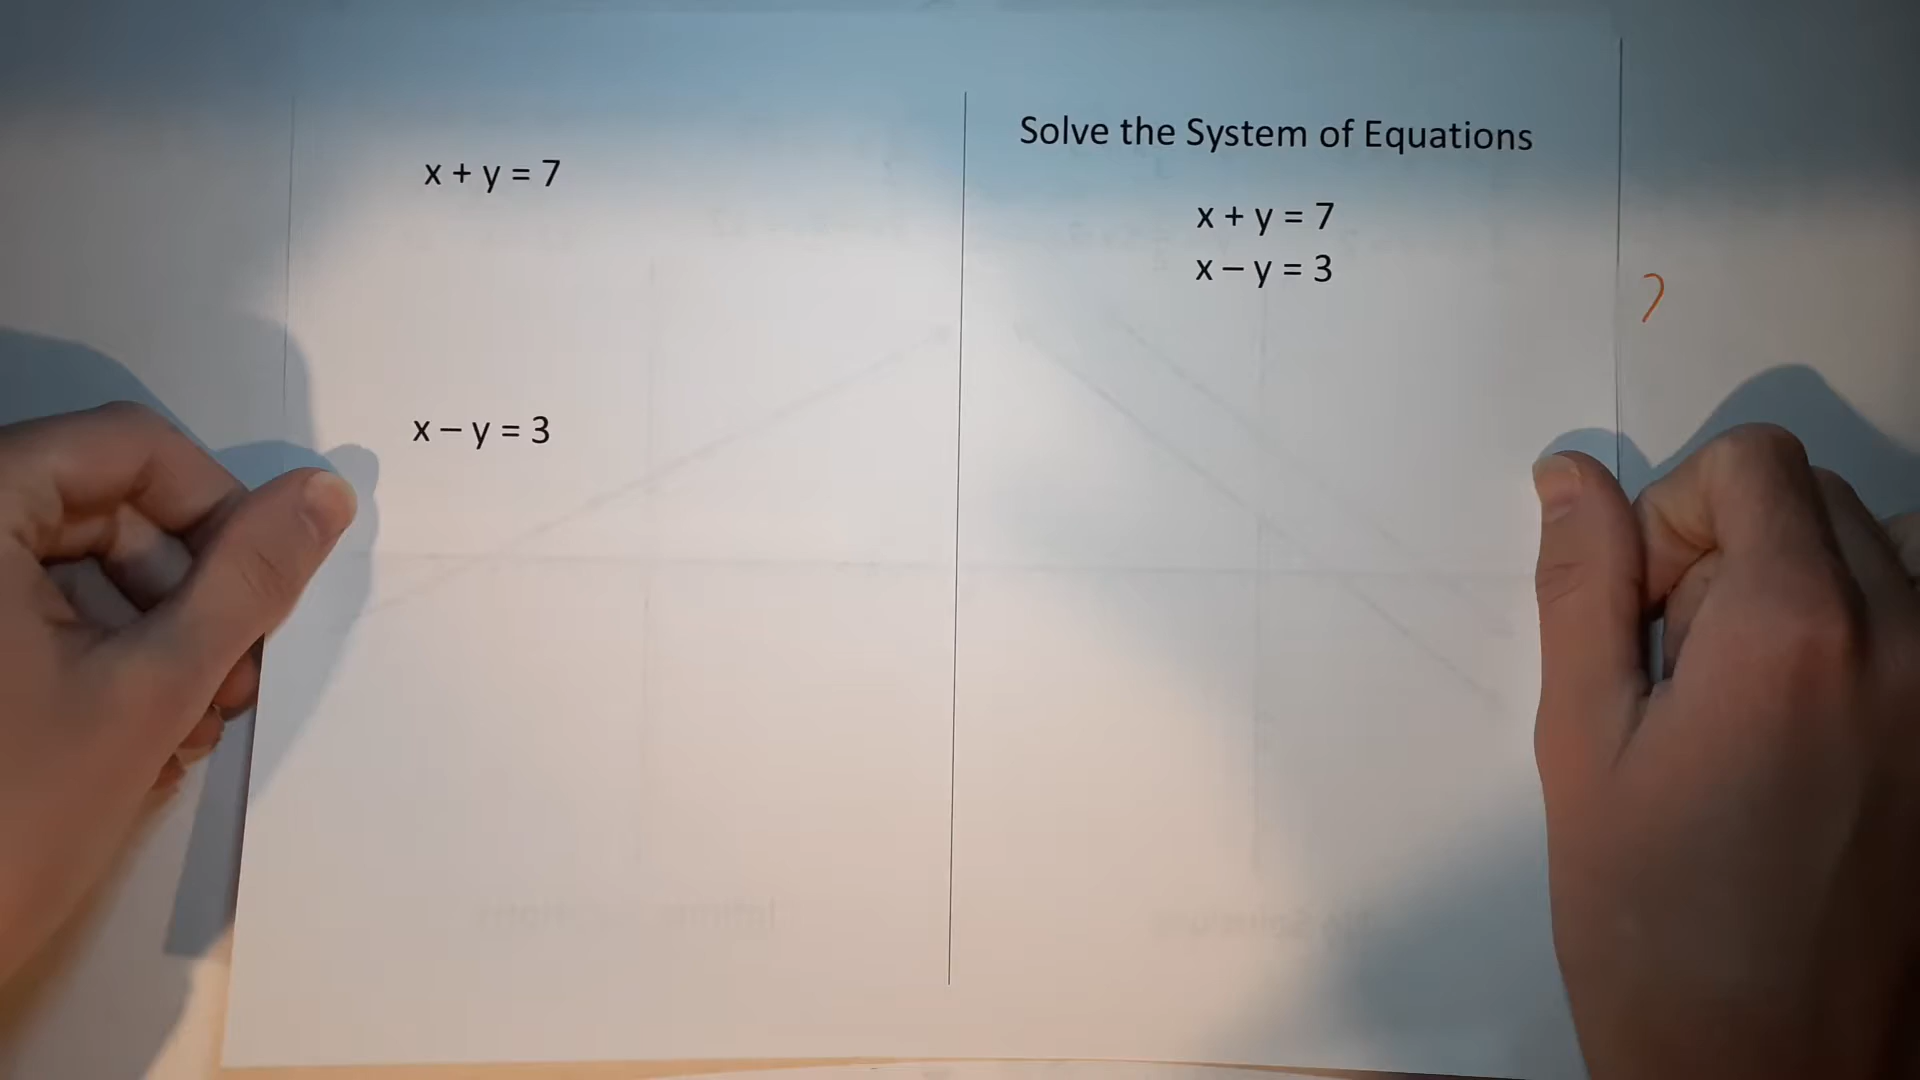 x + y = 7
x – y = 3
Solve the System of Equations
x + y = 7
x – y = 3